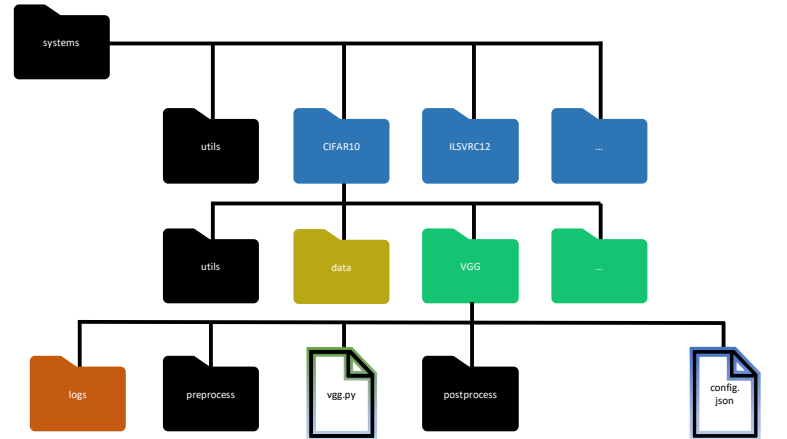 systems
utils
CIFAR10
ILSVRC12
...
utils
data
VGG
...
logs
preprocess
vgg.py
postprocess
config.
json